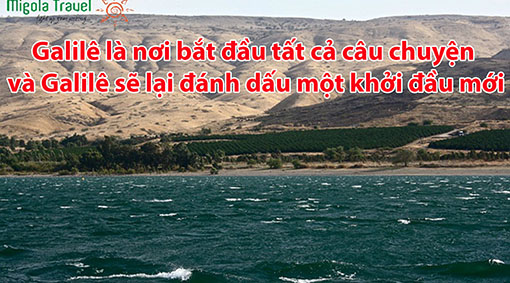 Migola Travel
Galilê là nơi bắt đầu tất cả câu chuyện
và Galilê sẽ lại đánh dấu một khởi đầu mới